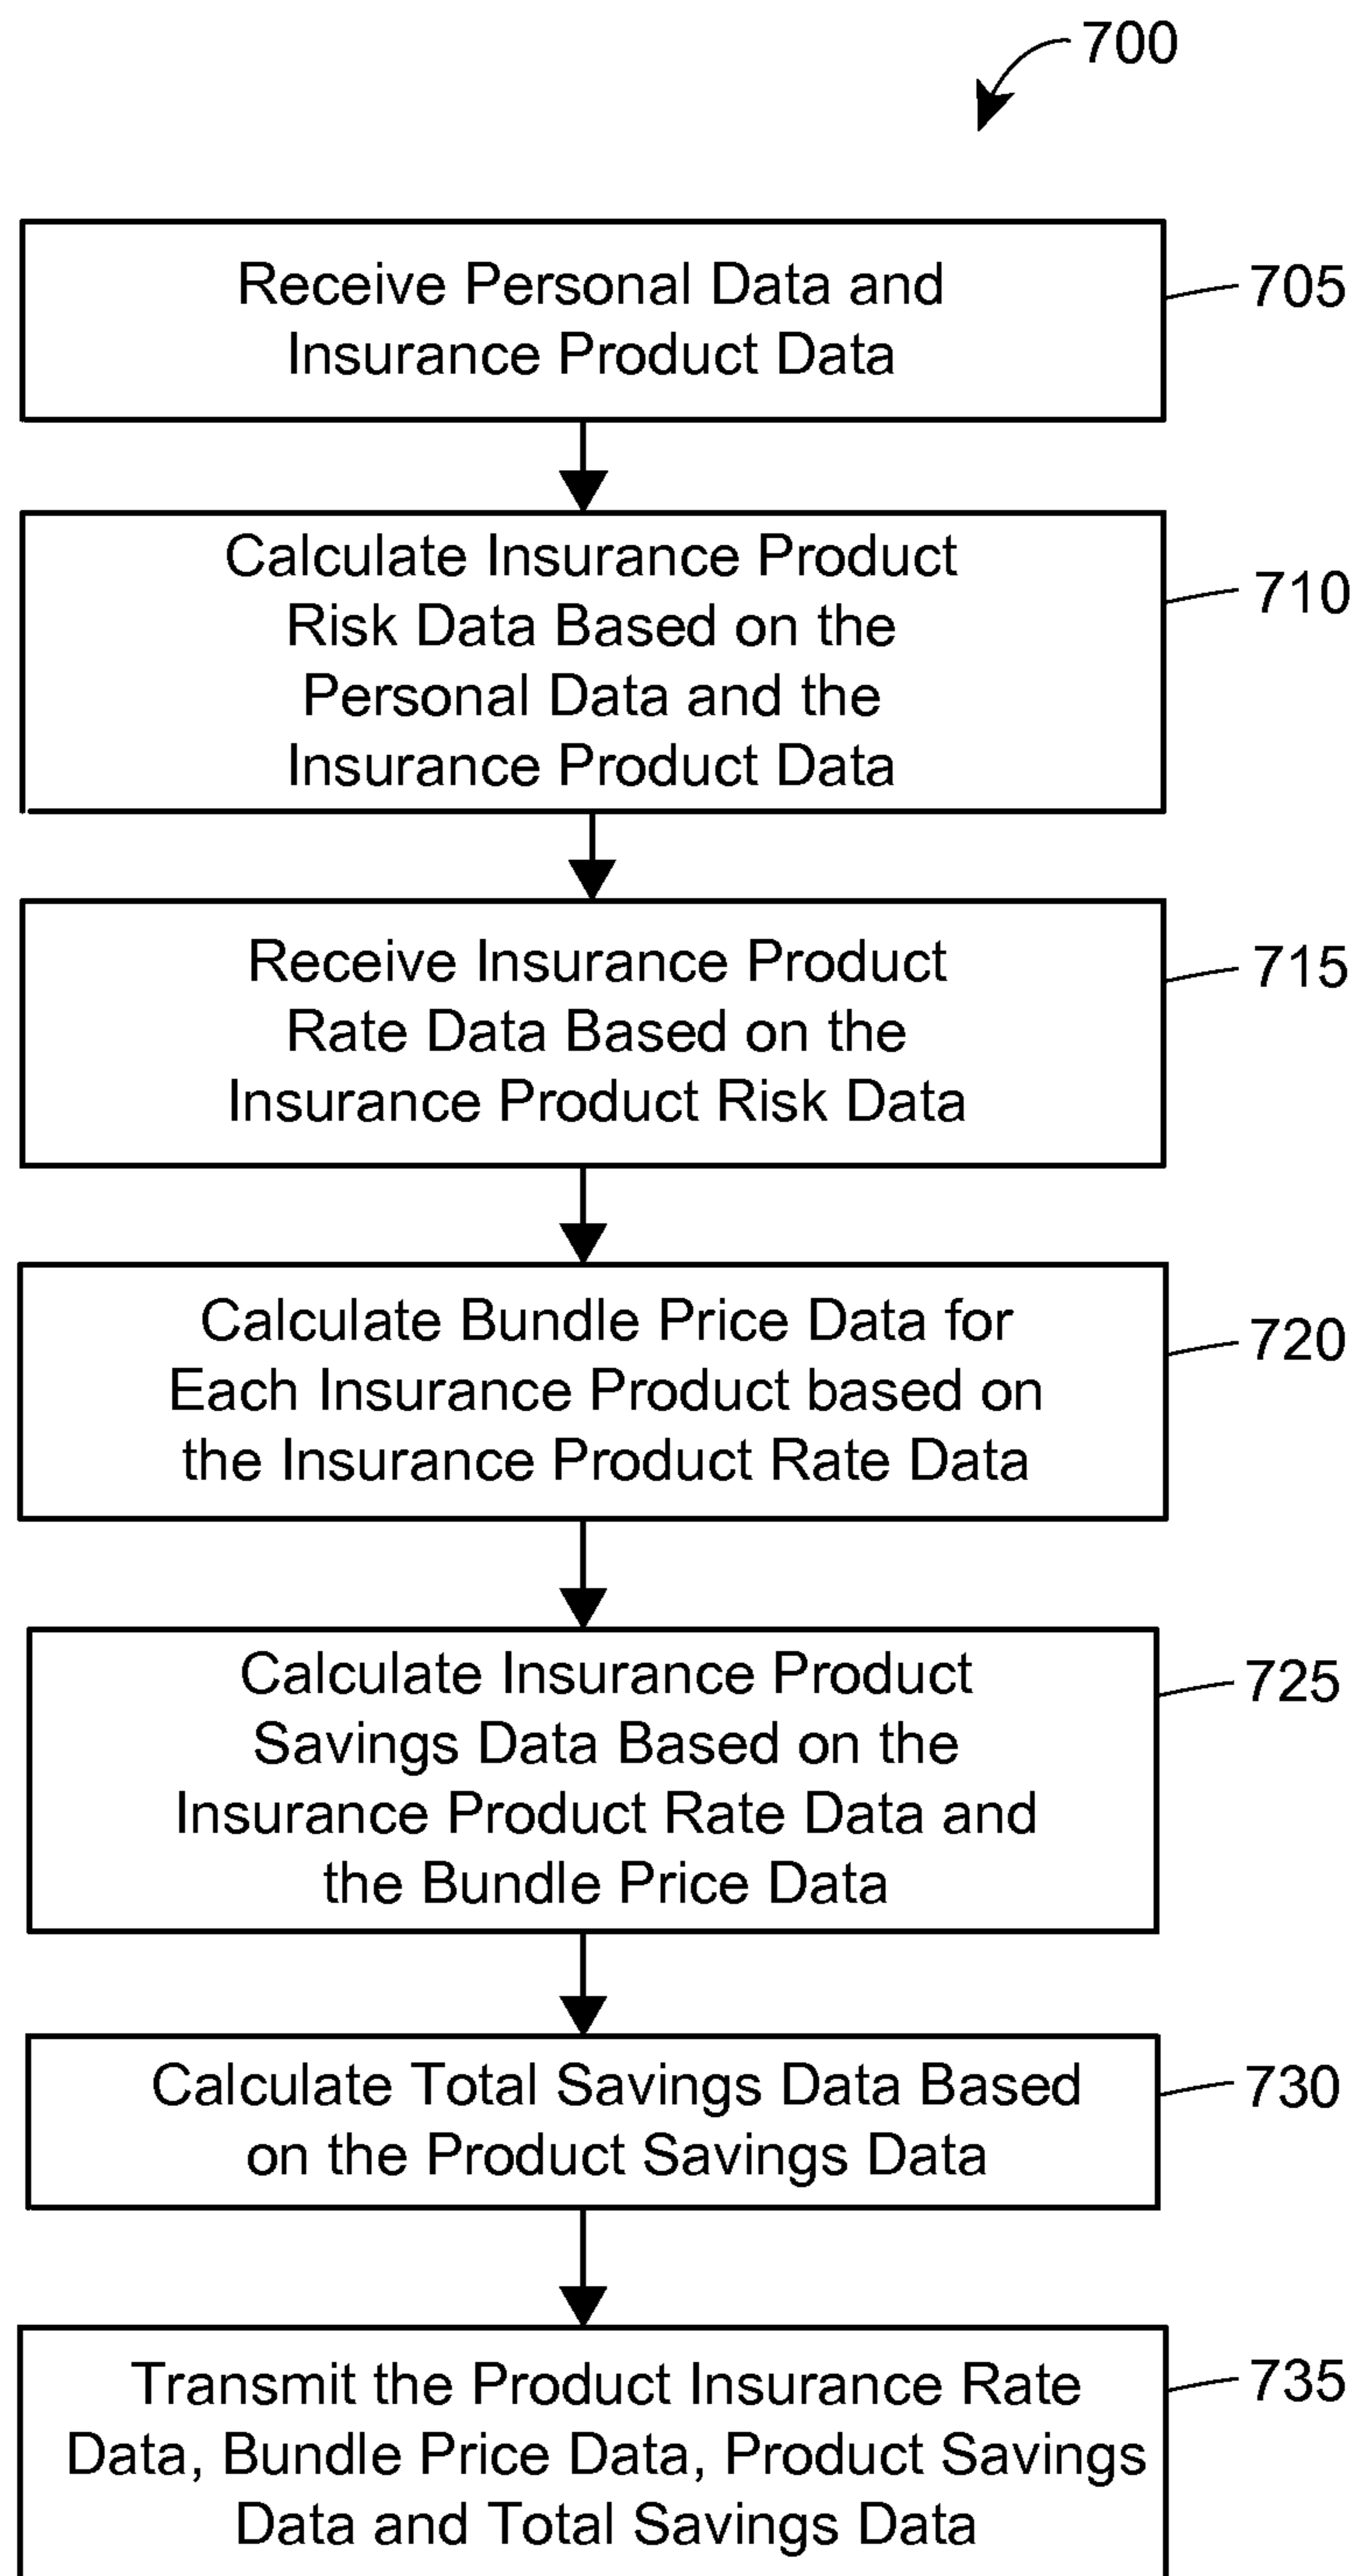 700
Receive Personal Data and
Insurance Product Data
705
Calculate Insurance Product
Risk Data Based on the
Personal Data and the
Insurance Product Data
710
Receive Insurance Product
Rate Data Based on the
Insurance Product Risk Data
715
Calculate Bundle Price Data for
Each Insurance Product based on
the Insurance Product Rate Data
720
Calculate Insurance Product
Savings Data Based on the
Insurance Product Rate Data and
the Bundle Price Data
725
Calculate Total Savings Data Based
on the Product Savings Data
730
Transmit the Product Insurance Rate
Data, Bundle Price Data, Product Savings
Data and Total Savings Data
735